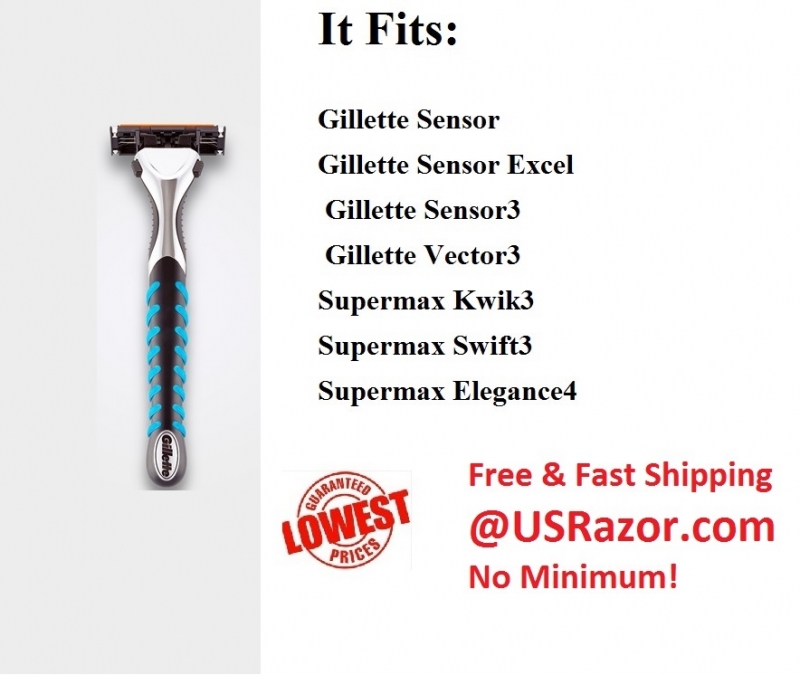 It Fits:
Gillette Sensor
Gillette Sensor Excel
Gillette Sensor3
Gillette Vector3
Supermax Kwik3
Supermax Swift3
Supermax Elegance4
Gillette
GUARANTEED
LOWEST
PRICES
Free & Fast Shipping
@USRazor.com
No Minimum!